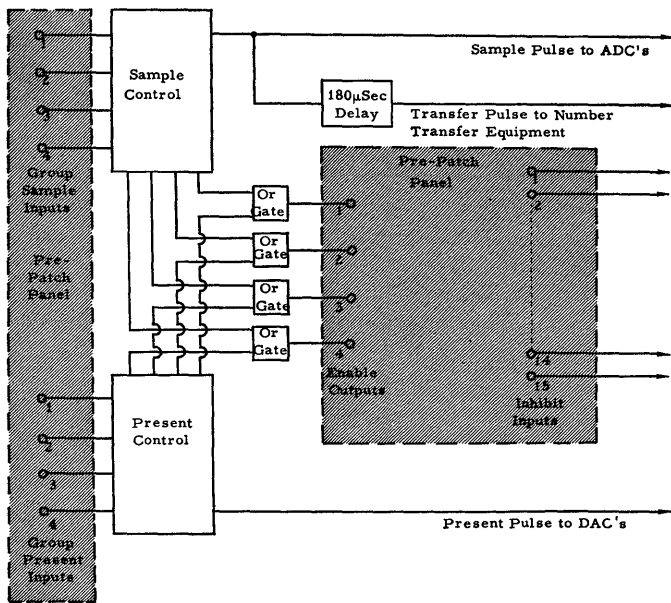 1
2
3
4
Group
Sample
Inputs
Pre-
Patch
Panel
1
2
3
4
Group
Present
Inputs
Sample
Control
Present
Control
Sample Pulse to ADC's
180μSec
Delay
Transfer Pulse to Number
Transfer Equipment
Or
Gate
Or
Gate
Or
Gate
Or
Gate
Pre-Patch
Panel
1
2
3
4
Enable
Outputs
1
2
14
15
Inhibit
Inputs
Present Pulse to DAC's